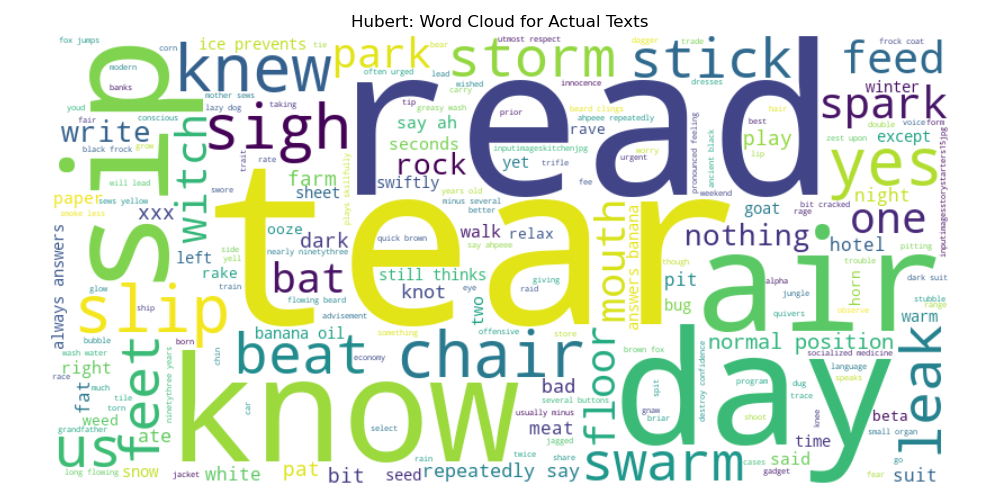 Hubert: Word Cloud for Actual Texts
fox jumps
corn
ice prevents
tie
park
bear
utmost respect
storm
dagger
trade
stick
feed
frock coat
modern
banks
sip
knew
often urged
lead
wished
carry
innocence
dresses
spark
winter
mother sews
lazy dog
taking
tip
greasy wash
prior
beard clings
hair
best
youd
conscious
fair
write
sigh
read
say ah
ahpeee repeatedly
rave
play
double
voiceform
except
black frock
grow
witch
seconds
inputimageskitchenjpg
yet
trifle
worry
lip
pronounced feeling
ancient black
zest upon
yes
trait
rate
rock
urgent
will lead
farm
sheet
swiftly
fee
weekend
night
inputimagesstorystarters15jpg
paper
sews yellow
smoke less
swore
plays skillfully
years old
minus several
better
goat
rage
bit cracked
one
xxx
tear
ooze
walk
relax
mouth
answers banana
nothing
hotel
pitting
always answers
side
yell
dark
quick brown
say ahpeee
left
nearly ninetythree
though
air
trouble
rake
train
bat
still thinks
giving
pit
alpha
horn
dark suit
glow
ship
flowing beard
knot
eye
raid
two
bug
jungle
stubble
range
slip
advisement
something
offensive
store
quivers
observe
warm
bubble
born
banana oil
normal position
wash water
right
feet
chin
beat
economy
chair
floor
brown fox
destroy confidence
socialized medicine
leak
race
much
fat
tile
torn
ninetythree years
know
bad
several buttons
spit
program
dug
trace
day
language
speaks
weed
car
select
usually minus
meat
gnaw
briar
shoot
knee
beta
small organ
grandfather
us
ate
jagged
time
said
long flowing
snow
jacket
white
pat
bit
rain
seed
twice
share
repeatedly say
swarm
cases
gadget
fear
go
suit